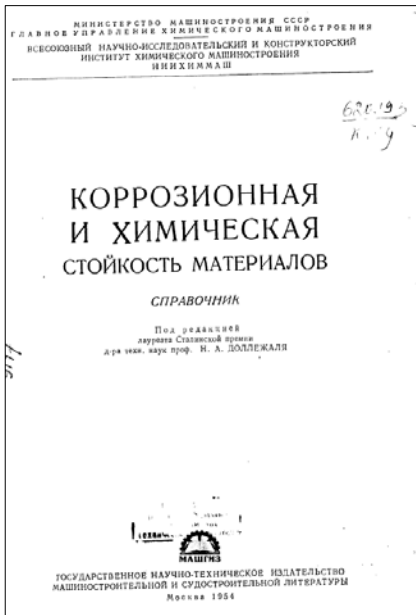 МИНИСТЕРСТВО МАШИНОСТРОЕНИЯ СССР
ГЛАВНОЕ УПРАВЛЕНИЕ ХИМИЧЕСКОГО МАШИНОСТРОЕНИЯ
ВСЕСОЮЗНЫЙ НАУЧНО-ИССЛЕДОВАТЕЛЬСКИЙ И КОНСТРУКТОРСКИЙ
ИНСТИТУТ ХИМИЧЕСКОГО МАШИНОСТРОЕНИЯ
НИИХИММАШ
620.193
КОРРОЗИОННАЯ
И ХИМИЧЕСКАЯ
СТОЙКОСТЬ МАТЕРИАЛОВ
СПРАВОЧНИК
Под редакцией
лауреата Сталинской премии
д-ра техн. наук проф. Н. А. ДОЛЛЕЖАЛЯ
МАШГИЗ
ГОСУДАРСТВЕННОЕ НАУЧНО-ТЕХНИЧЕСКОЕ ИЗДАТЕЛЬСТВО
МАШИНОСТРОИТЕЛЬНОЙ И СУДОСТРОИТЕЛЬНОЙ ЛИТЕРАТУРЫ
Москва 1954